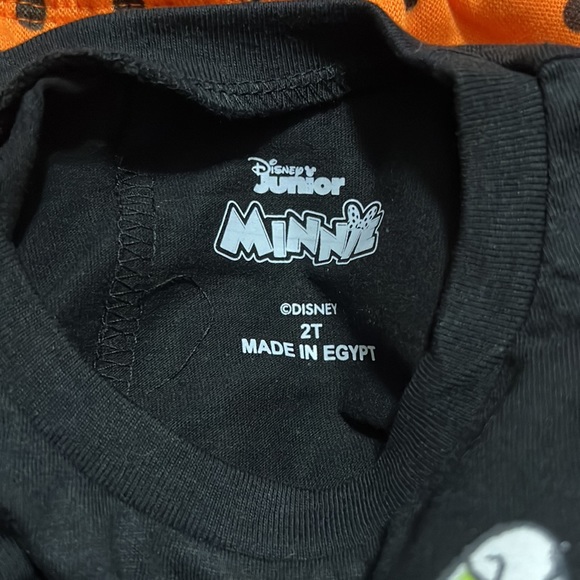 Disney
Junior
MINNIE
©DISNEY
2T
MADE IN EGYPT